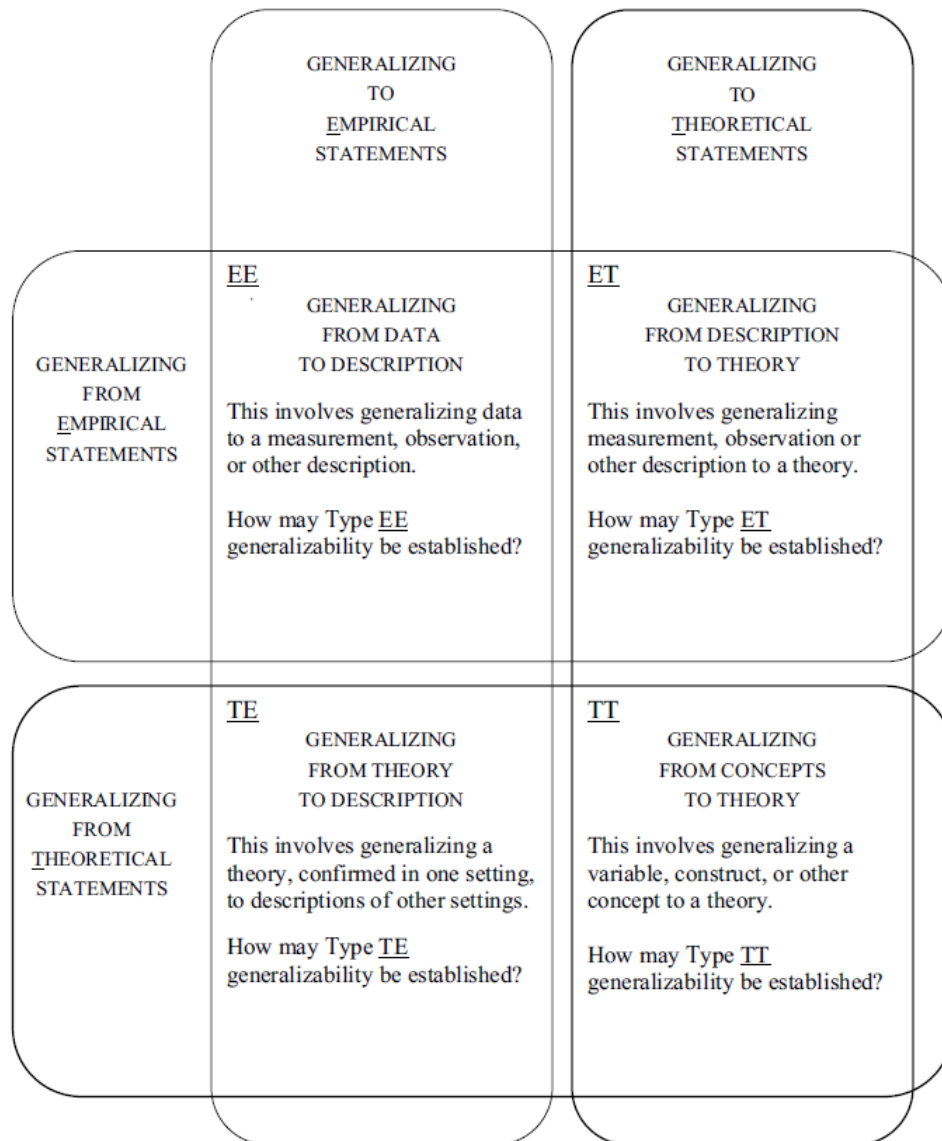 GENERALIZING
TO
EMPIRICAL
STATEMENTS
GENERALIZING
TO
THEORETICAL
STATEMENTS
GENERALIZING
FROM
EMPIRICAL
STATEMENTS
EE
GENERALIZING
FROM DATA
TO DESCRIPTION
This involves generalizing data
to a measurement, observation,
or other description.
How may Type EE
generalizability be established?
ET
GENERALIZING
FROM DESCRIPTION
TO THEORY
This involves generalizing
measurement, observation or
other description to a theory.
How may Type ET
generalizability be established?
GENERALIZING
FROM
THEORETICAL
STATEMENTS
TE
GENERALIZING
FROM THEORY
TO DESCRIPTION
This involves generalizing a
theory, confirmed in one setting,
to descriptions of other settings.
How may Type TE
generalizability be established?
TT
GENERALIZING
FROM CONCEPTS
TO THEORY
This involves generalizing a
variable, construct, or other
concept to a theory.
How may Type TT
generalizability be established?